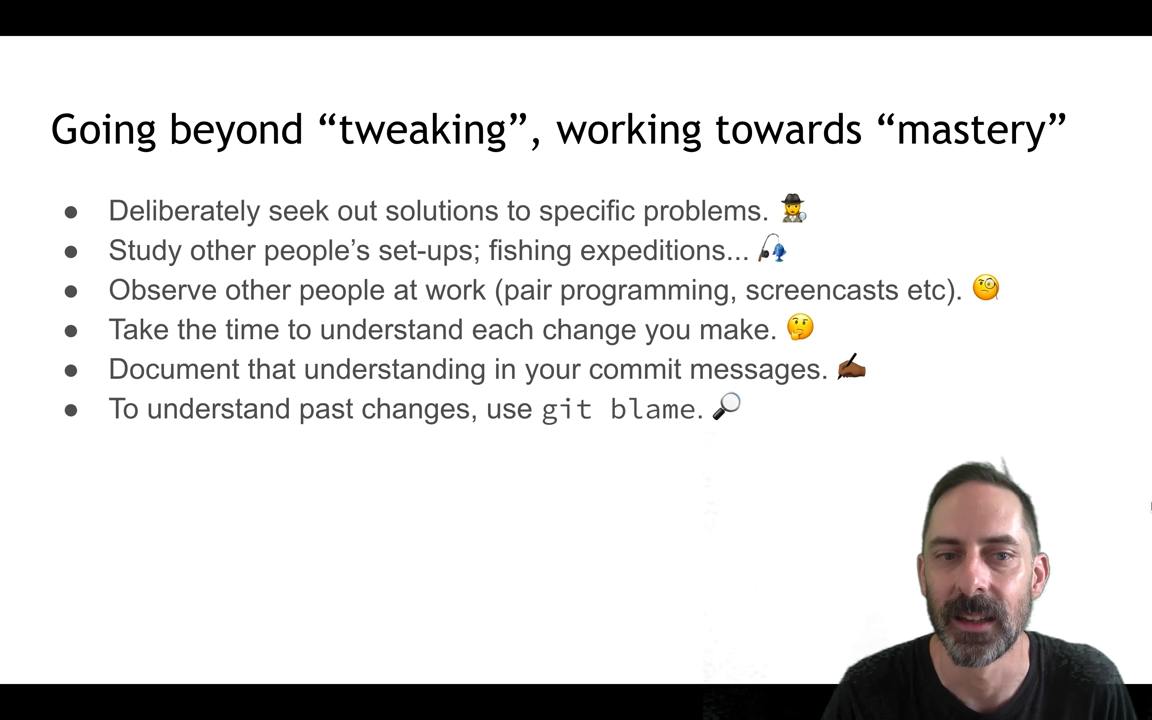 Going beyond “tweaking”, working towards “mastery”
● Deliberately seek out solutions to specific problems. 🕵️‍♀️
● Study other people’s set-ups; fishing expeditions... 🎣
● Observe other people at work (pair programming, screencasts etc). 🧐
● Take the time to understand each change you make. 🤔
● Document that understanding in your commit messages. ✍🏾
● To understand past changes, use git blame. 🔎